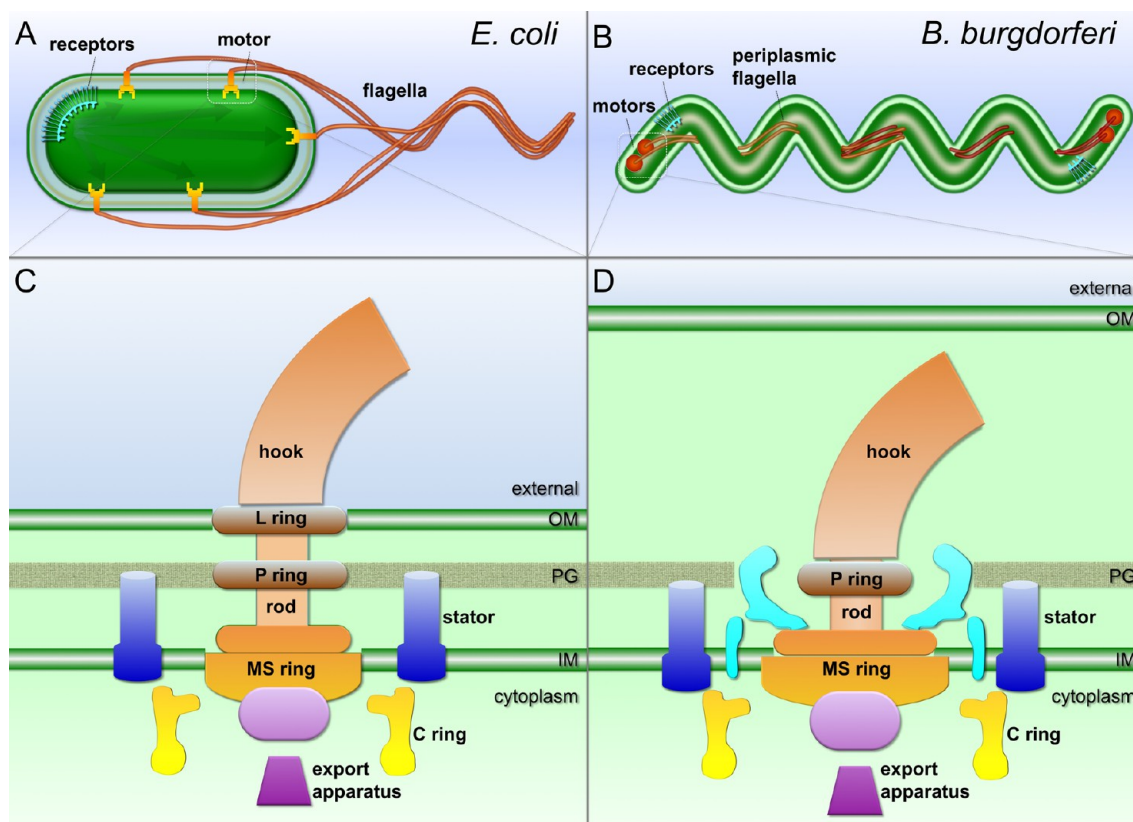 A
receptors
motor
E. coli
flagella
B
B. burgdorferi
periplasmic
flagella
receptors
motors
C
hook
external
L ring
OM
P ring
PG
rod
stator
IM
MS ring
cytoplasm
C ring
export
apparatus
D
external
OM
hook
P ring
PG
rod
stator
IM
MS ring
cytoplasm
C ring
export
apparatus